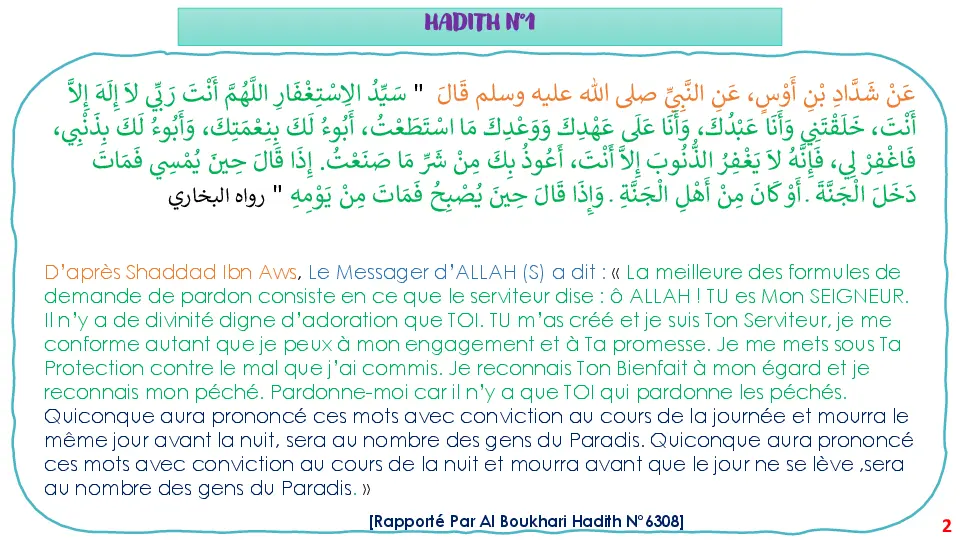 HADITH N°1
عَنْ شَدَّادِ بْنِ أَوْسٍ، عَنِ النَّبِيِّ صلى الله عليه وسلم قَالَ " سَيِّدُ الاِسْتِغْفَارِ اللَّهُمَّ أَنْتَ رَبِّي لاَ إِلَهَ إِلاَّ
أَنْتَ، خَلَقْتَنِي وَأَنَا عَبْدُكَ، وَأَنَا عَلَى عَهْدِكَ وَوَعْدِكَ مَا اسْتَطَعْتُ، أَبُوءُ لَكَ بِنِعْمَتِكَ، وَأَبُوءُ لَكَ بِذَنْبِي،
فَاغْفِرْ لِي، فَإِنَّهُ لاَ يَغْفِرُ الذُّنُوبَ إِلاَّ أَنْتَ، أَعُوذُ بِكَ مِنْ شَرِّ مَا صَنَعْتُ. إِذَا قَالَ حِينَ يُمْسِي فَمَاتَ
دَخَلَ الْجَنَّةَ . أَوْ كَانَ مِنْ أَهْلِ الْجَنَّةِ . وَإِذَا قَالَ حِينَ يُصْبِحُ فَمَاتَ مِنْ يَوْمِهِ " رواه البخاري
D'après Shaddad Ibn Aws, Le Messager d'ALLAH (S) a dit : « La meilleure des formules de
demande de pardon consiste en ce que le serviteur dise : ô ALLAH ! TU es Mon SEIGNEUR.
Il n'y a de divinité digne d'adoration que TOI. TU m'as créé et je suis Ton Serviteur, je me
conforme autant que je peux à mon engagement et à Ta promesse. Je me mets sous Ta
Protection contre le mal que j'ai commis. Je reconnais Ton Bienfait à mon égard et je
reconnais mon péché. Pardonne-moi car il n'y a que TOI qui pardonne les péchés.
Quiconque aura prononcé ces mots avec conviction au cours de la journée et mourra le
même jour avant la nuit, sera au nombre des gens du Paradis. Quiconque aura prononcé
ces mots avec conviction au cours de la nuit et mourra avant que le jour ne se lève ,sera
au nombre des gens du Paradis. »
[Rapporté Par Al Boukhari Hadith N°6308]
2